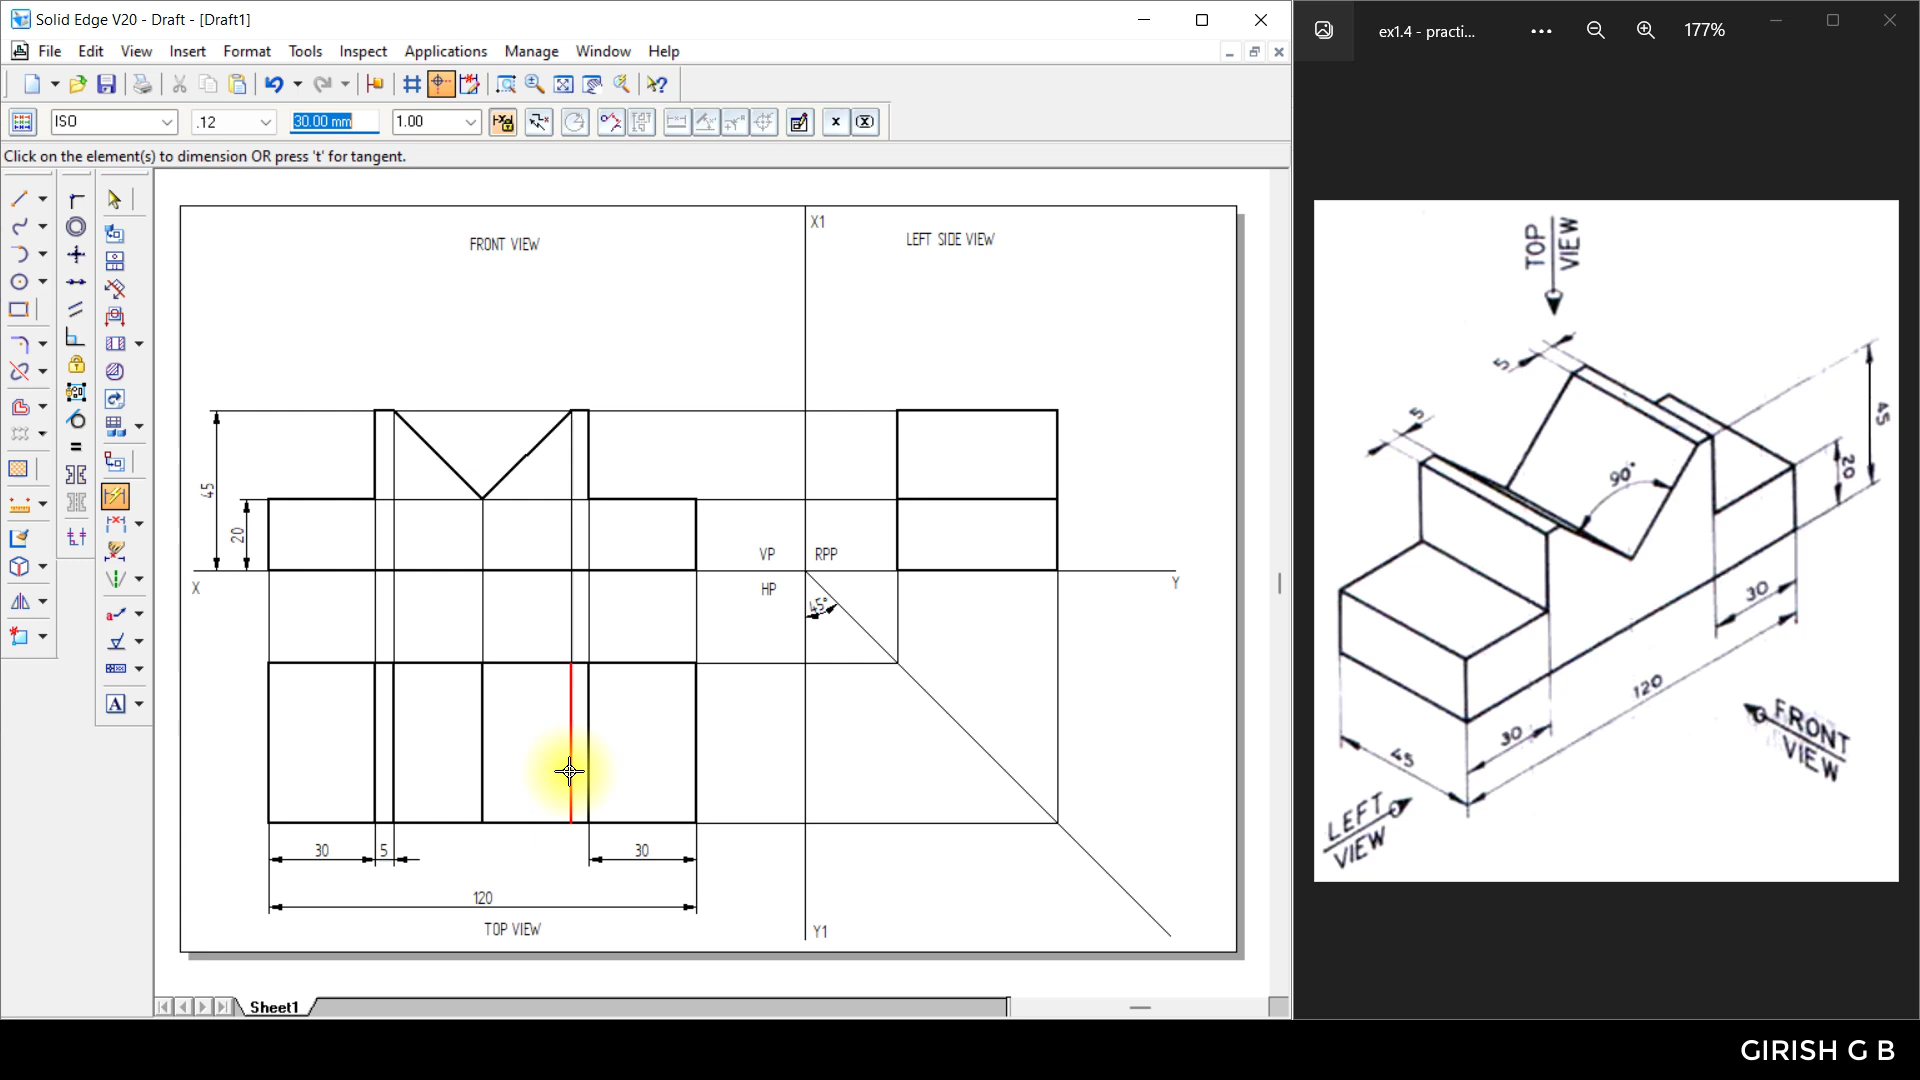 Solid Edge V20 - Draft - [Draft1]
File Edit View Insert Format Tools Inspect Applications Manage Window Help
ISO .12 30.00 mm 1.00
Click on the element(s) to dimension OR press 't' for tangent.
FRONT VIEW
X1
LEFT SIDE VIEW
45
20
VP RPP
X
HP
Y
45°
30 5 30
120
TOP VIEW
Y1
Sheet1
ex1.4 - practi... 177%
TOP
VIEW
5
5
45
20
90°
30
120
30
45
FRONT
VIEW
LEFT
VIEW
GIRISH G B